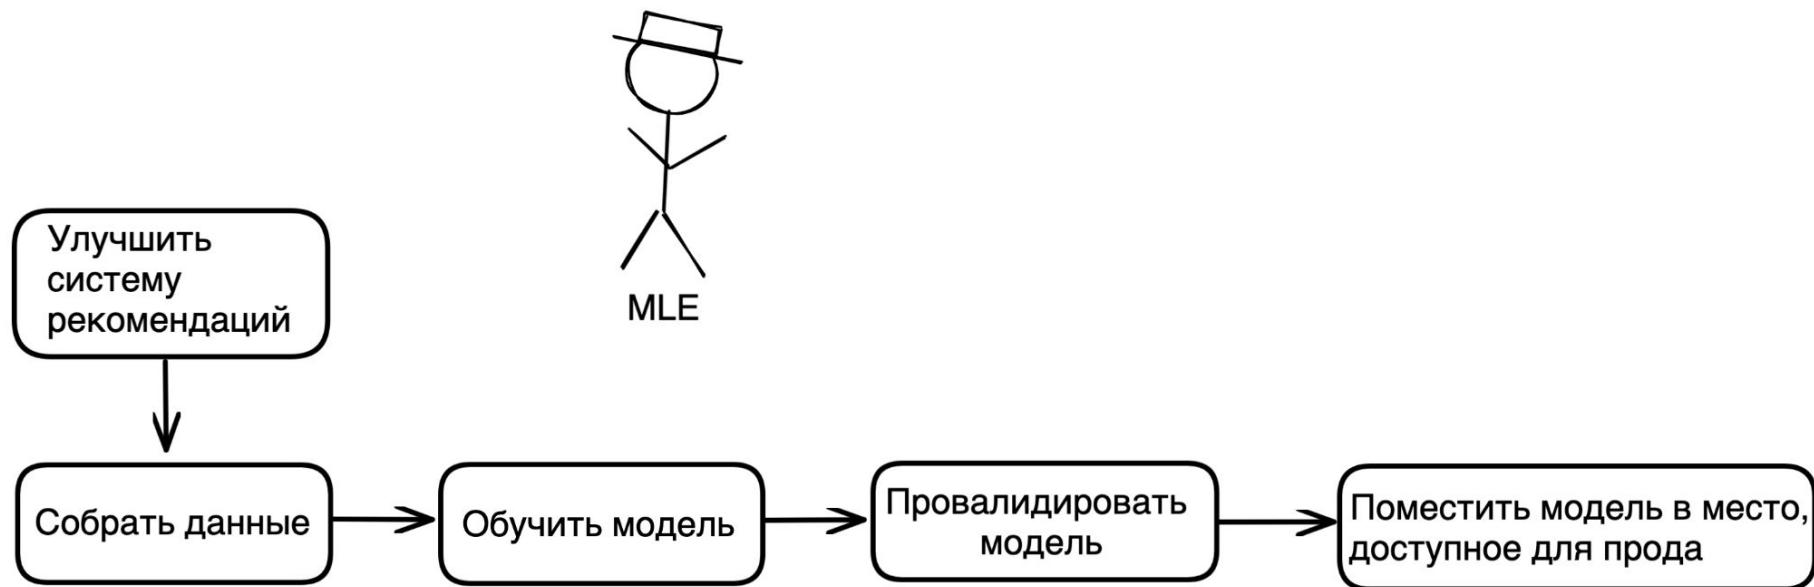 MLE
Улучшить
систему
рекомендаций
Собрать данные
Обучить модель
Провалидировать
модель
Поместить модель в место,
доступное для прода